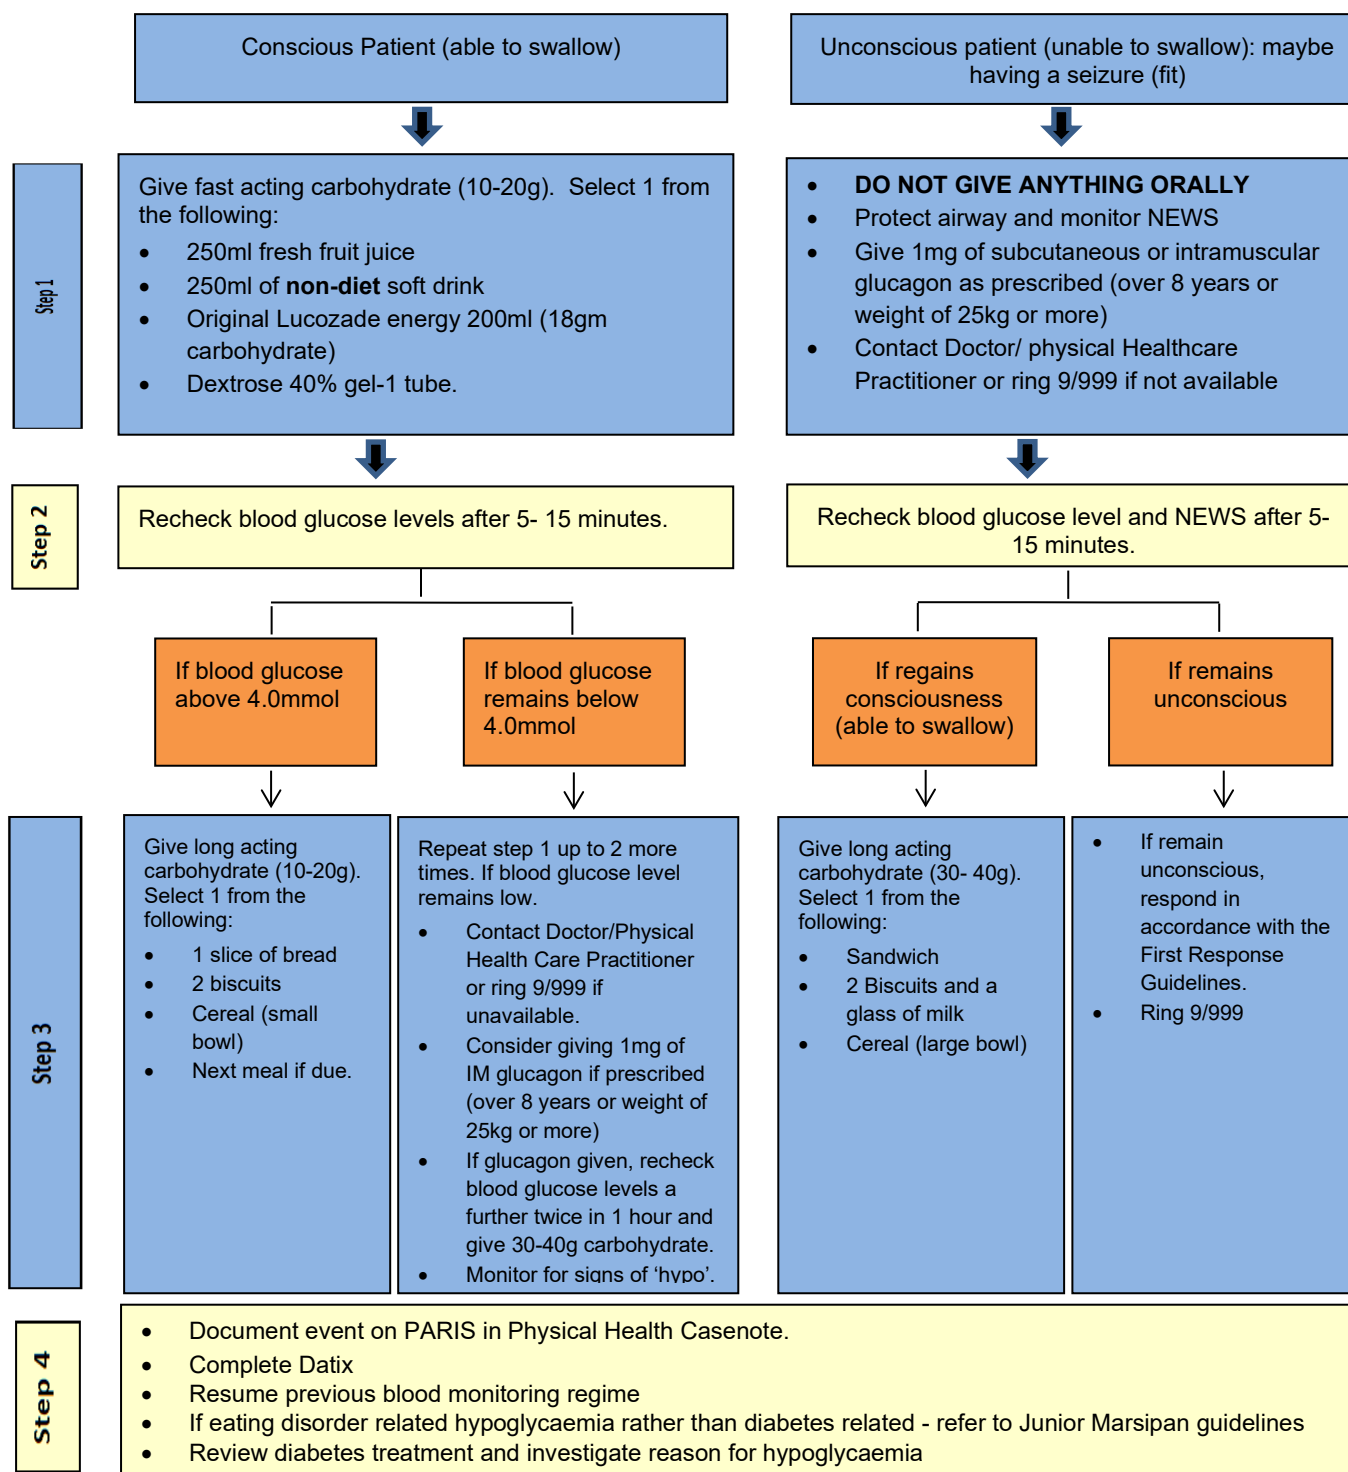 Conscious Patient (able to swallow)
Unconscious patient (unable to swallow): maybe
having a seizure (fit)
Step 1
Give fast acting carbohydrate (10-20g).  Select 1 from
the following:
• 250ml fresh fruit juice
• 250ml of non-diet soft drink
• Original Lucozade energy 200ml (18gm
carbohydrate)
• Dextrose 40% gel-1 tube.
• DO NOT GIVE ANYTHING ORALLY
• Protect airway and monitor NEWS
• Give 1mg of subcutaneous or intramuscular
glucagon as prescribed (over 8 years or
weight of 25kg or more)
• Contact Doctor/ physical Healthcare
Practitioner or ring 9/999 if not available
Step 2
Recheck blood glucose levels after 5- 15 minutes.
Recheck blood glucose level and NEWS after 5-
15 minutes.
If blood glucose
above 4.0mmol
If blood glucose
remains below
4.0mmol
If regains
consciousness
(able to swallow)
If remains
unconscious
Step 3
Give long acting
carbohydrate (10-20g).
Select 1 from the
following:
• 1 slice of bread
• 2 biscuits
• Cereal (small
bowl)
• Next meal if due.
Repeat step 1 up to 2 more
times. If blood glucose level
remains low.
• Contact Doctor/Physical
Health Care Practitioner
or ring 9/999 if
unavailable.
• Consider giving 1mg of
IM glucagon if prescribed
(over 8 years or weight of
25kg or more)
• If glucagon given, recheck
blood glucose levels a
further twice in 1 hour and
give 30-40g carbohydrate.
• Monitor for signs of ‘hypo’.
Give long acting
carbohydrate (30- 40g).
Select 1 from the
following:
• Sandwich
• 2 Biscuits and a
glass of milk
• Cereal (large bowl)
• If remain
unconscious,
respond in
accordance with the
First Response
Guidelines.
• Ring 9/999
Step 4
• Document event on PARIS in Physical Health Casenote.
• Complete Datix
• Resume previous blood monitoring regime
• If eating disorder related hypoglycaemia rather than diabetes related - refer to Junior Marsipan guidelines
• Review diabetes treatment and investigate reason for hypoglycaemia